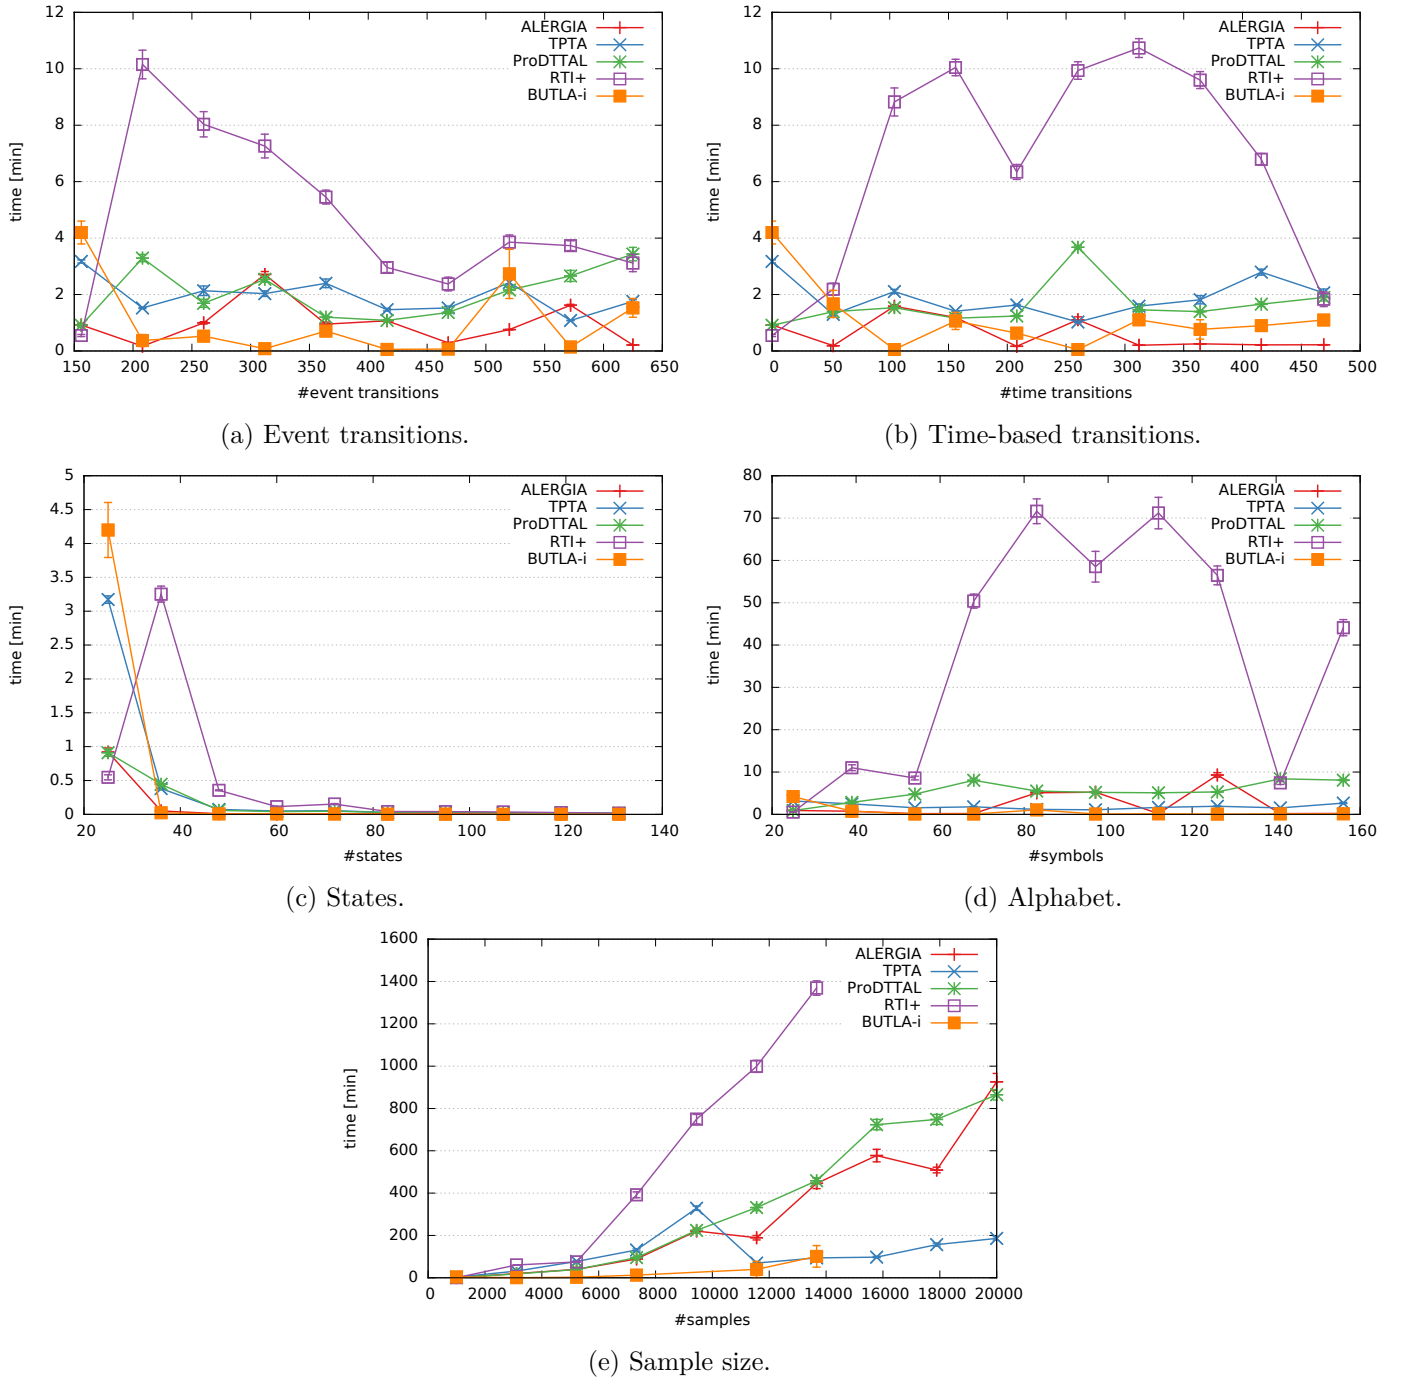 12
10
8
6
4
2
0
time [min]
150 200 250 300 350 400 450 500 550 600 650
#event transitions
ALERGIA
TPTA
ProDTTAL
RTI+
BUTLA-i
(a) Event transitions.
12
10
8
6
4
2
0
time [min]
0 50 100 150 200 250 300 350 400 450 500
#time transitions
ALERGIA
TPTA
ProDTTAL
RTI+
BUTLA-i
(b) Time-based transitions.
5
4.5
4
3.5
3
2.5
2
1.5
1
0.5
0
time [min]
20 40 60 80 100 120 140
#states
ALERGIA
TPTA
ProDTTAL
RTI+
BUTLA-i
(c) States.
80
70
60
50
40
30
20
10
0
time [min]
20 40 60 80 100 120 140 160
#symbols
ALERGIA
TPTA
ProDTTAL
RTI+
BUTLA-i
(d) Alphabet.
1600
1400
1200
1000
800
600
400
200
0
time [min]
0 2000 4000 6000 8000 10000 12000 14000 16000 18000 20000
#samples
ALERGIA
TPTA
ProDTTAL
RTI+
BUTLA-i
(e) Sample size.